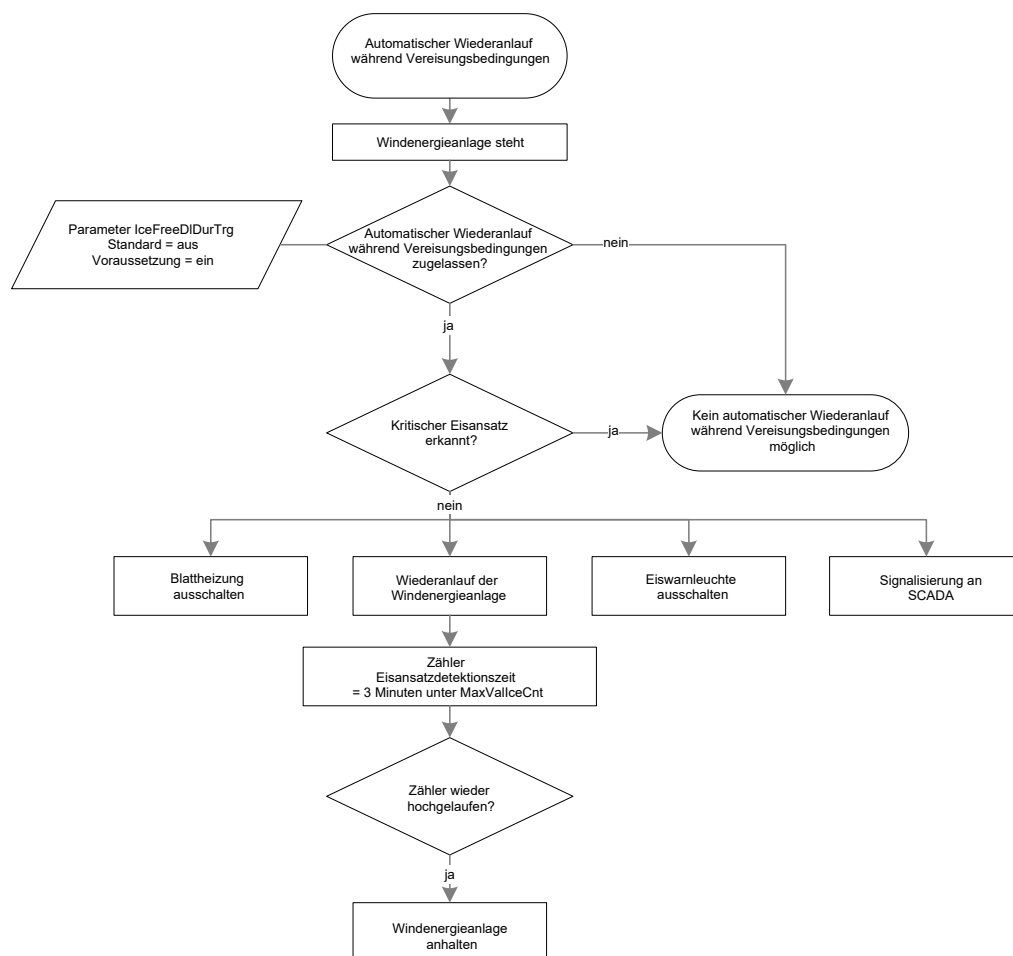 Automatischer Wiederanlauf
während Vereisungsbedingungen
Windenergieanlage steht
Parameter IceFreeDlDurTrg
Standard = aus
Voraussetzung = ein
Automatischer Wiederanlauf
während Vereisungsbedingungen
zugelassen?
nein
ja
Kritischer Eisansatz
erkannt?
ja
Kein automatischer Wiederanlauf
während Vereisungsbedingungen
möglich
nein
Blattheizung
ausschalten
Wiederanlauf der
Windenergieanlage
Eiswarnleuchte
ausschalten
Signalisierung an
SCADA
Zähler
Eisansatzdetektionszeit
= 3 Minuten unter MaxValIceCnt
Zähler wieder
hochgelaufen?
ja
Windenergieanlage
anhalten